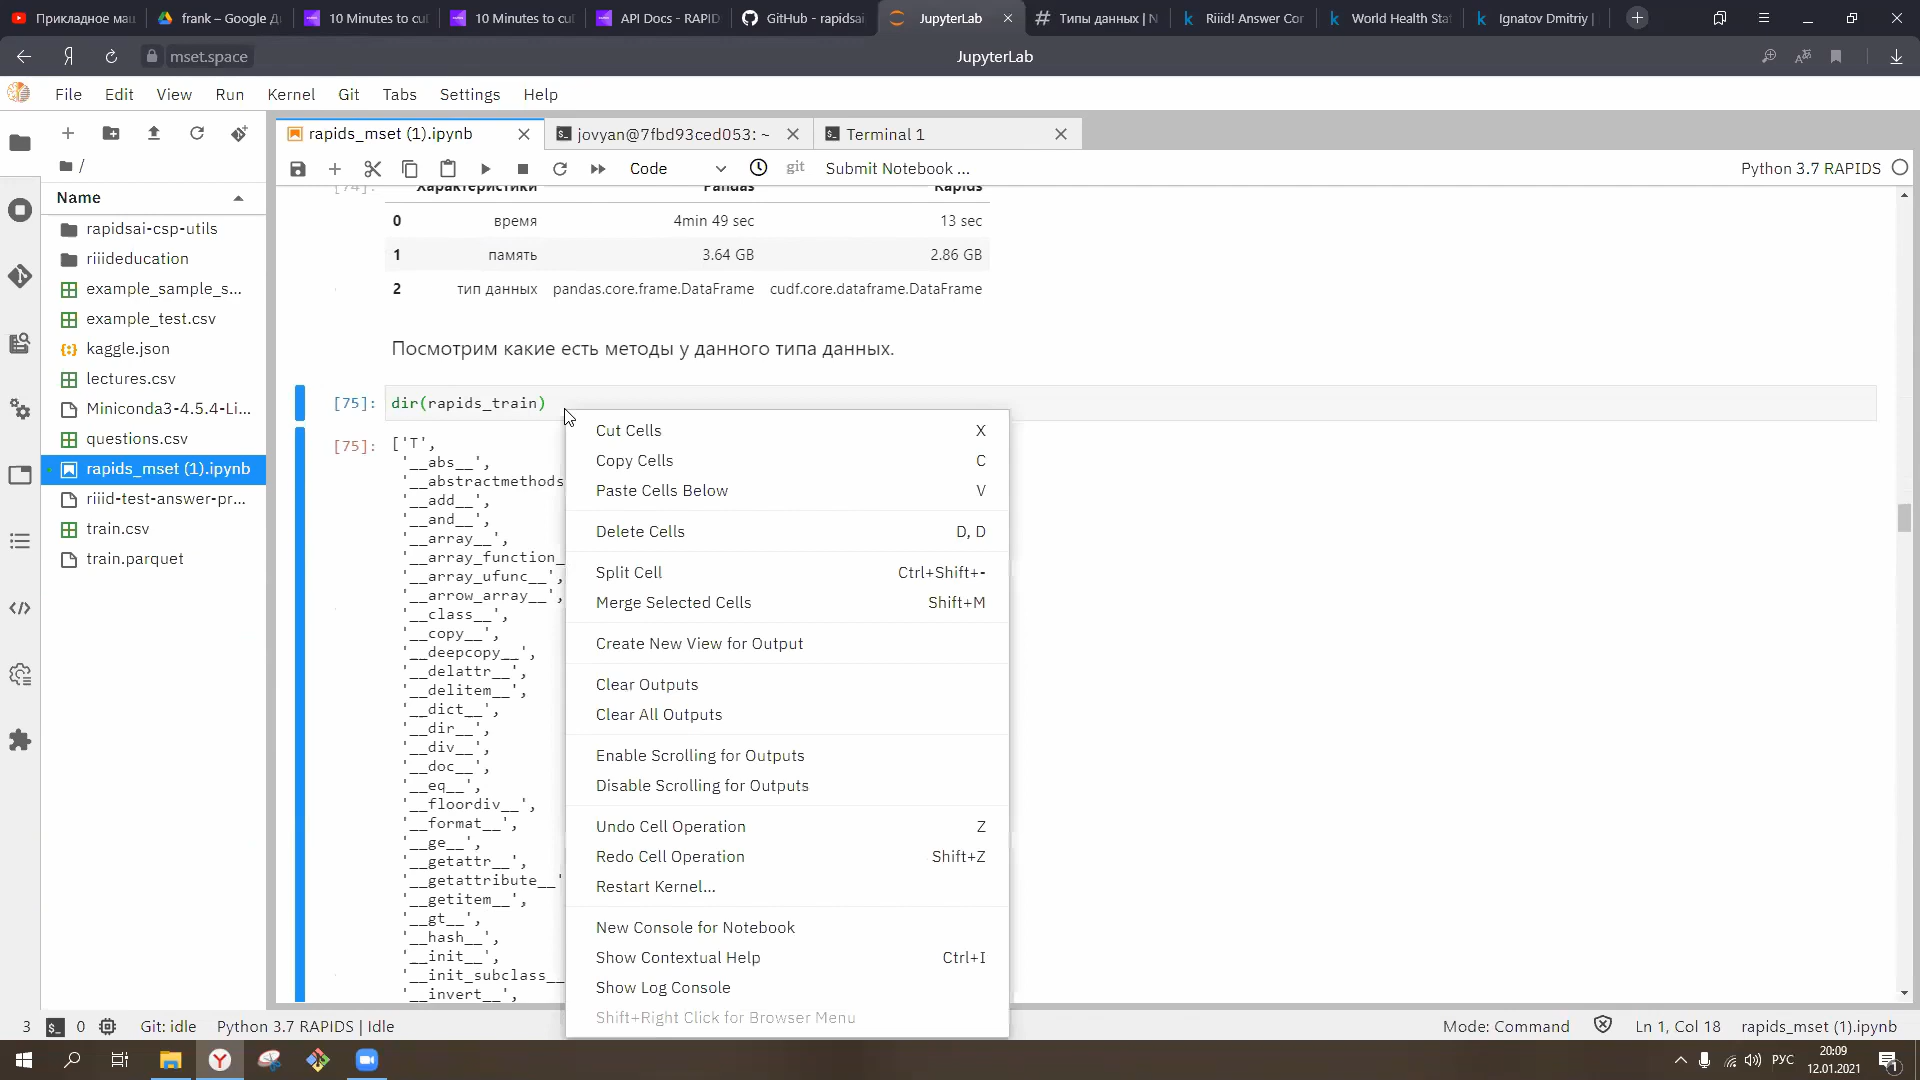 Прикладное маш
frank – Google Д
10 Minutes to cu
10 Minutes to cu
API Docs - RAPID
GitHub - rapidsai
JupyterLab
Типы данных | N
Riiid! Answer Cor
World Health Sta
Ignatov Dmitriy |
mset.space
JupyterLab
File Edit View Run Kernel Git Tabs Settings Help
rapids_mset (1).ipynb
jovyan@7fbd93ced053: ~
Terminal 1
/
Code
git
Submit Notebook ...
Python 3.7 RAPIDS
Name
rapidsai-csp-utils
riiideducation
example_sample_s...
example_test.csv
kaggle.json
lectures.csv
Miniconda3-4.5.4-Li...
questions.csv
rapids_mset (1).ipynb
riiid-test-answer-pr...
train.csv
train.parquet
[74]: Характеристики Pandas Rapids
0 время 4min 49 sec 13 sec
1 память 3.64 GB 2.86 GB
2 тип данных pandas.core.frame.DataFrame cudf.core.dataframe.DataFrame
Посмотрим какие есть методы у данного типа данных.
[75]: dir(rapids_train)
[75]: ['T',
'__abs__',
'__abstractmethods
'__add__',
'__and__',
'__array__',
'__array_function_
'__array_ufunc__',
'__arrow_array__',
'__class__',
'__copy__',
'__deepcopy__',
'__delattr__',
'__delitem__',
'__dict__',
'__dir__',
'__div__',
'__doc__',
'__eq__',
'__floordiv__',
'__format__',
'__ge__',
'__getattr__',
'__getattribute__'
'__getitem__',
'__gt__',
'__hash__',
'__init__',
'__init_subclass__
'__invert__',
Cut Cells X
Copy Cells C
Paste Cells Below V
Delete Cells D, D
Split Cell Ctrl+Shift+-
Merge Selected Cells Shift+M
Create New View for Output
Clear Outputs
Clear All Outputs
Enable Scrolling for Outputs
Disable Scrolling for Outputs
Undo Cell Operation Z
Redo Cell Operation Shift+Z
Restart Kernel...
New Console for Notebook
Show Contextual Help Ctrl+I
Show Log Console
Shift+Right Click for Browser Menu
3 0 Git: idle Python 3.7 RAPIDS | Idle
Mode: Command Ln 1, Col 18 rapids_mset (1).ipynb
РУС
20:09
12.01.2021
1